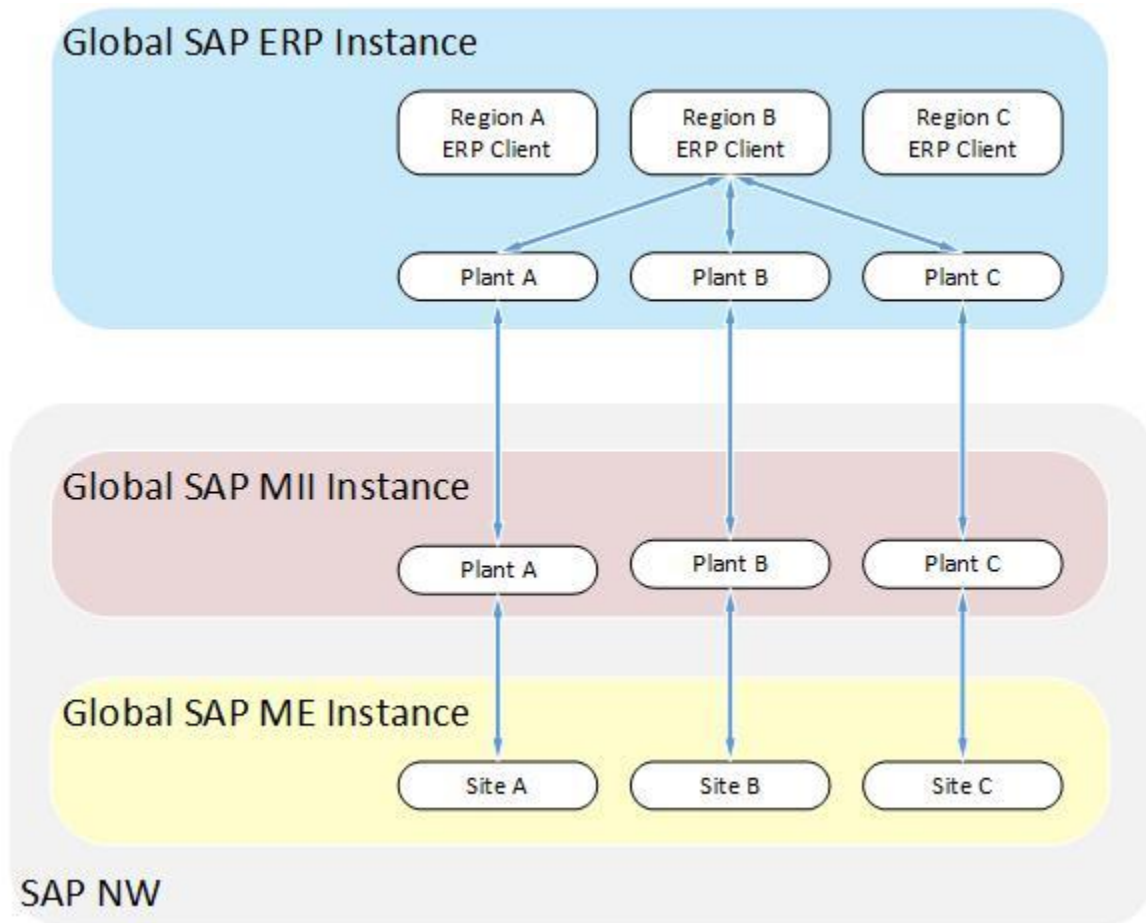 Global SAP ERP Instance
Region A
ERP Client
Region B
ERP Client
Region C
ERP Client
Plant A
Plant B
Plant C
Global SAP MII Instance
Plant A
Plant B
Plant C
Global SAP ME Instance
Site A
Site B
Site C
SAP NW